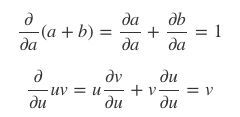 ∂/∂a (a + b) = ∂a/∂a + ∂b/∂a = 1
∂/∂u uv = u ∂v/∂u + v ∂u/∂u = v